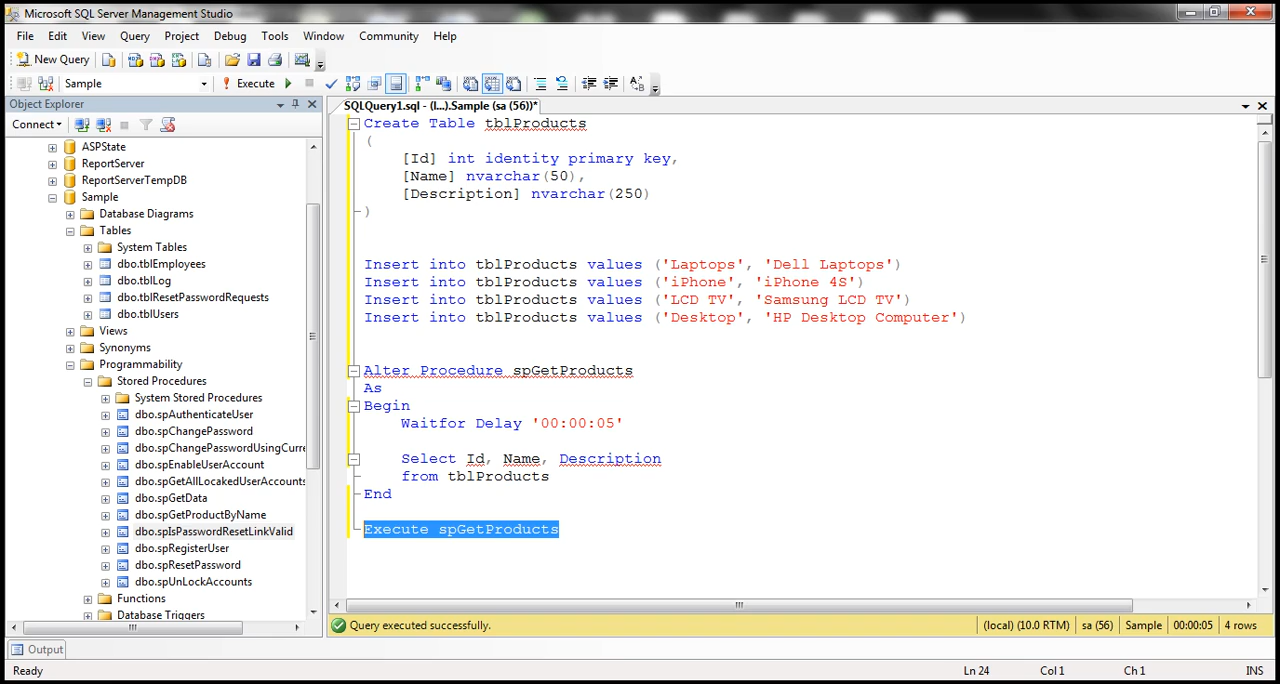 Microsoft SQL Server Management Studio
File Edit View Query Project Debug Tools Window Community Help
New Query
Sample Execute
Object Explorer
SQLQuery1.sql - (l...).Sample (sa (56))*
Connect
ASPState
ReportServer
ReportServerTempDB
Sample
Database Diagrams
Tables
System Tables
dbo.tblEmployees
dbo.tblLog
dbo.tblResetPasswordRequests
dbo.tblUsers
Views
Synonyms
Programmability
Stored Procedures
System Stored Procedures
dbo.spAuthenticateUser
dbo.spChangePassword
dbo.spChangePasswordUsingCurre
dbo.spEnableUserAccount
dbo.spGetAllLocakedUserAccounts
dbo.spGetData
dbo.spGetProductByName
dbo.spIsPasswordResetLinkValid
dbo.spRegisterUser
dbo.spResetPassword
dbo.spUnLockAccounts
Functions
Database Triggers
Create Table tblProducts
(
[Id] int identity primary key,
[Name] nvarchar(50),
[Description] nvarchar(250)
)
Insert into tblProducts values ('Laptops', 'Dell Laptops')
Insert into tblProducts values ('iPhone', 'iPhone 4S')
Insert into tblProducts values ('LCD TV', 'Samsung LCD TV')
Insert into tblProducts values ('Desktop', 'HP Desktop Computer')
Alter Procedure spGetProducts
As
Begin
Waitfor Delay '00:00:05'
Select Id, Name, Description
from tblProducts
End
Execute spGetProducts
Query executed successfully. (local) (10.0 RTM) sa (56) Sample 00:00:05 4 rows
Output
Ready Ln 24 Col 1 Ch 1 INS